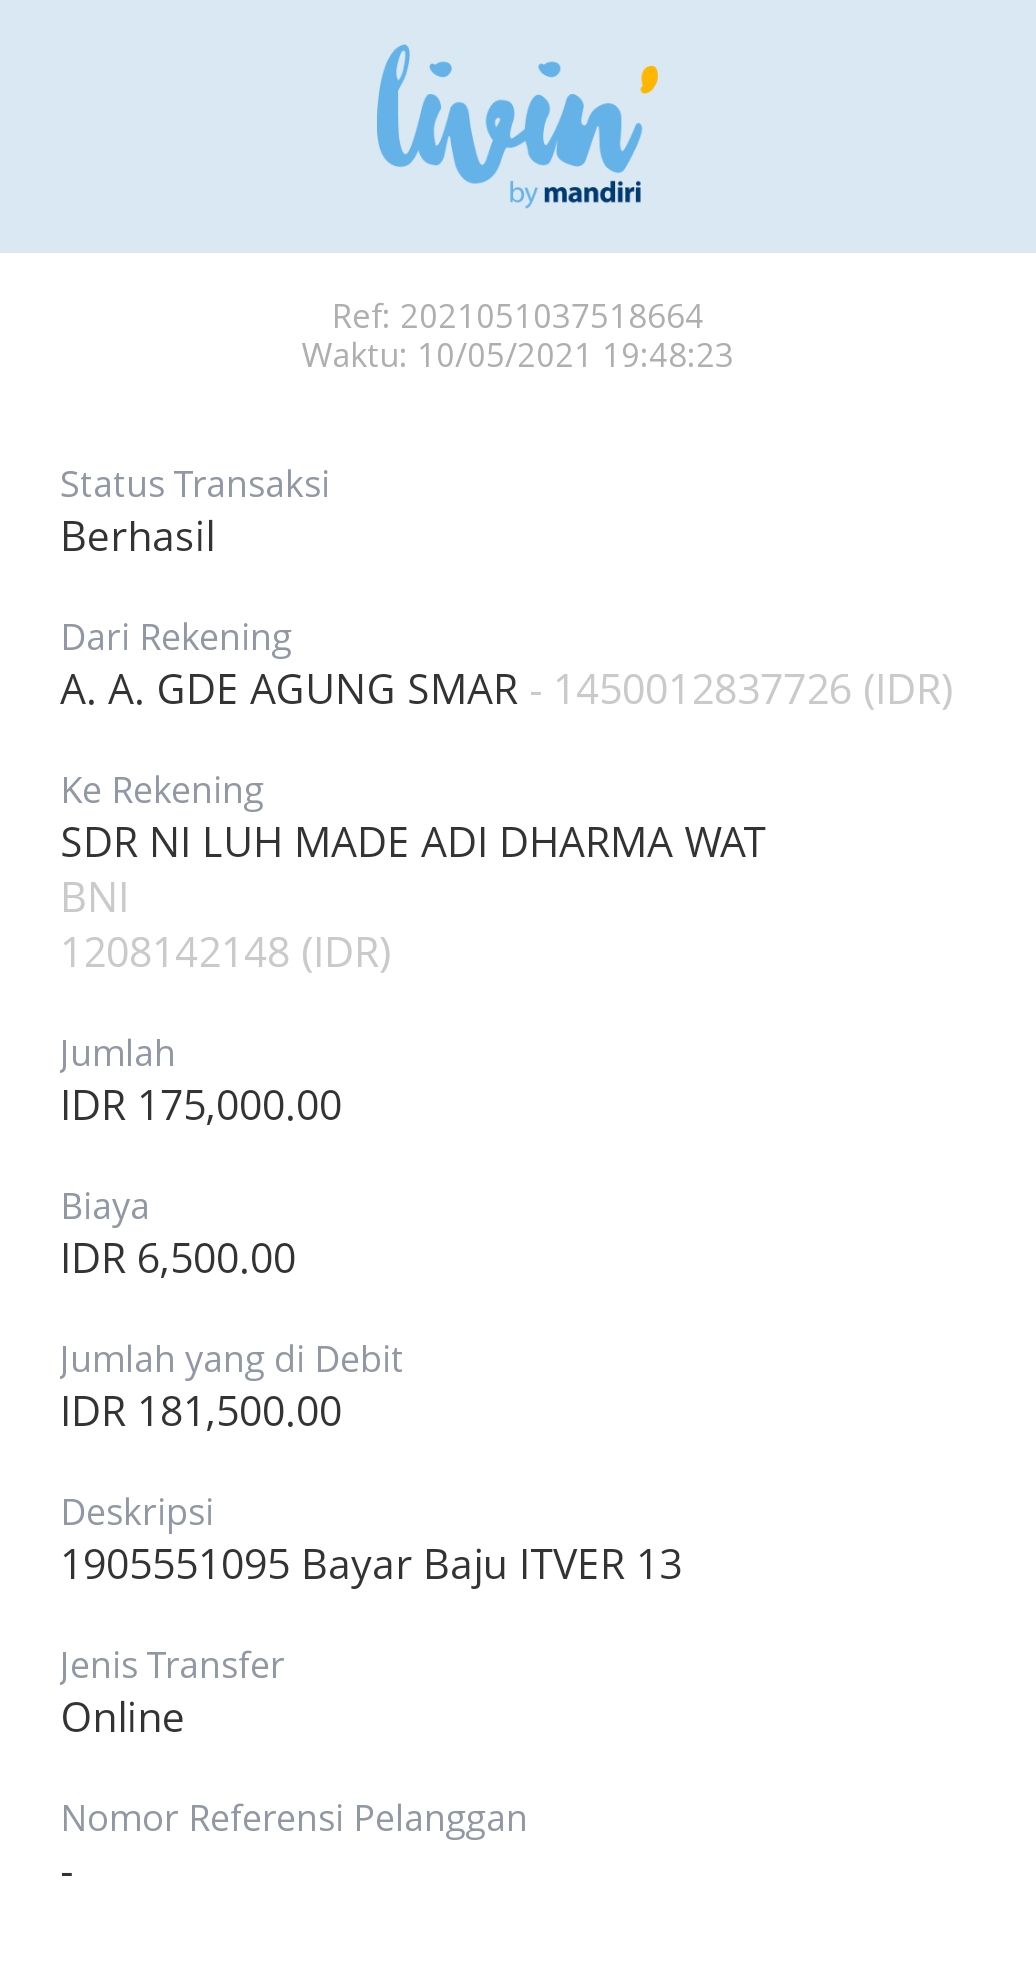 livin'
by mandiri
Ref: 2021051037518664
Waktu: 10/05/2021 19:48:23
Status Transaksi
Berhasil
Dari Rekening
A. A. GDE AGUNG SMAR - 1450012837726 (IDR)
Ke Rekening
SDR NI LUH MADE ADI DHARMA WAT
BNI
1208142148 (IDR)
Jumlah
IDR 175,000.00
Biaya
IDR 6,500.00
Jumlah yang di Debit
IDR 181,500.00
Deskripsi
1905551095 Bayar Baju ITVER 13
Jenis Transfer
Online
Nomor Referensi Pelanggan
-